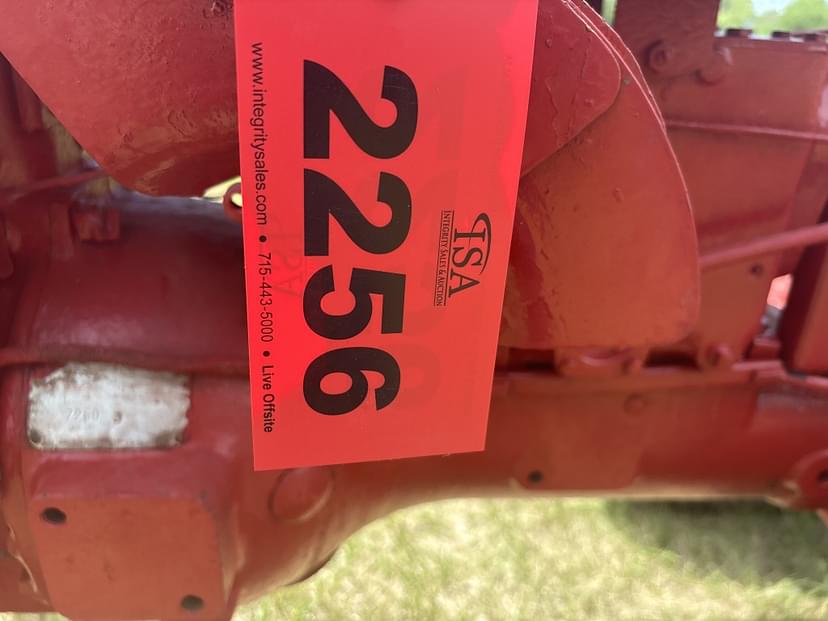 2256
ISA
INTEGRITY SALES & AUCTION
www.integritysales.com • 715-443-5000 • Live Offsite